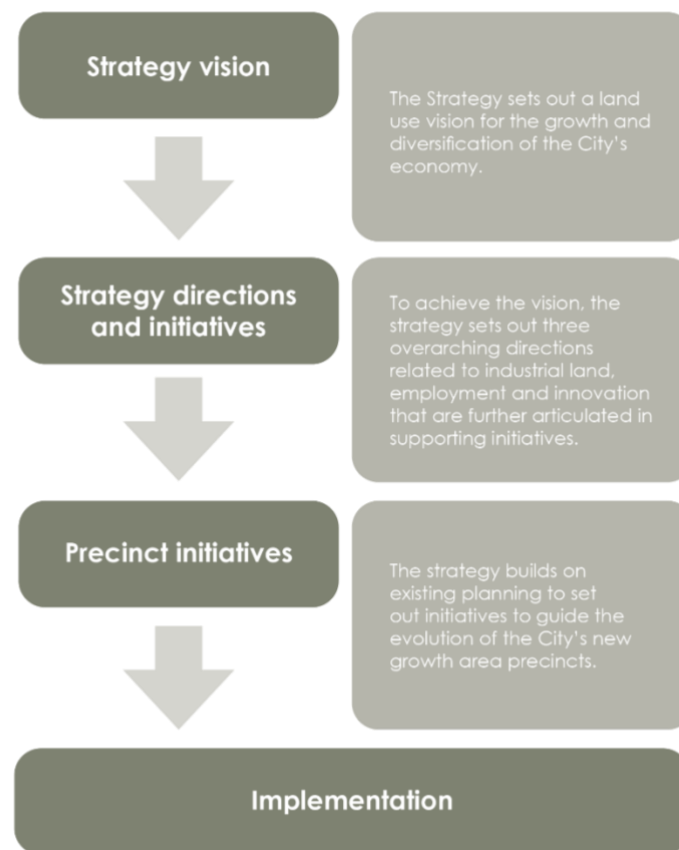 Strategy vision
The Strategy sets out a land
use vision for the growth and
diversification of the City's
economy.
Strategy directions
and initiatives
To achieve the vision, the
strategy sets out three
overarching directions
related to industrial land,
employment and innovation
that are further articulated in
supporting initiatives.
Precinct initiatives
The strategy builds on
existing planning to set
out initiatives to guide the
evolution of the City's new
growth area precincts.
Implementation